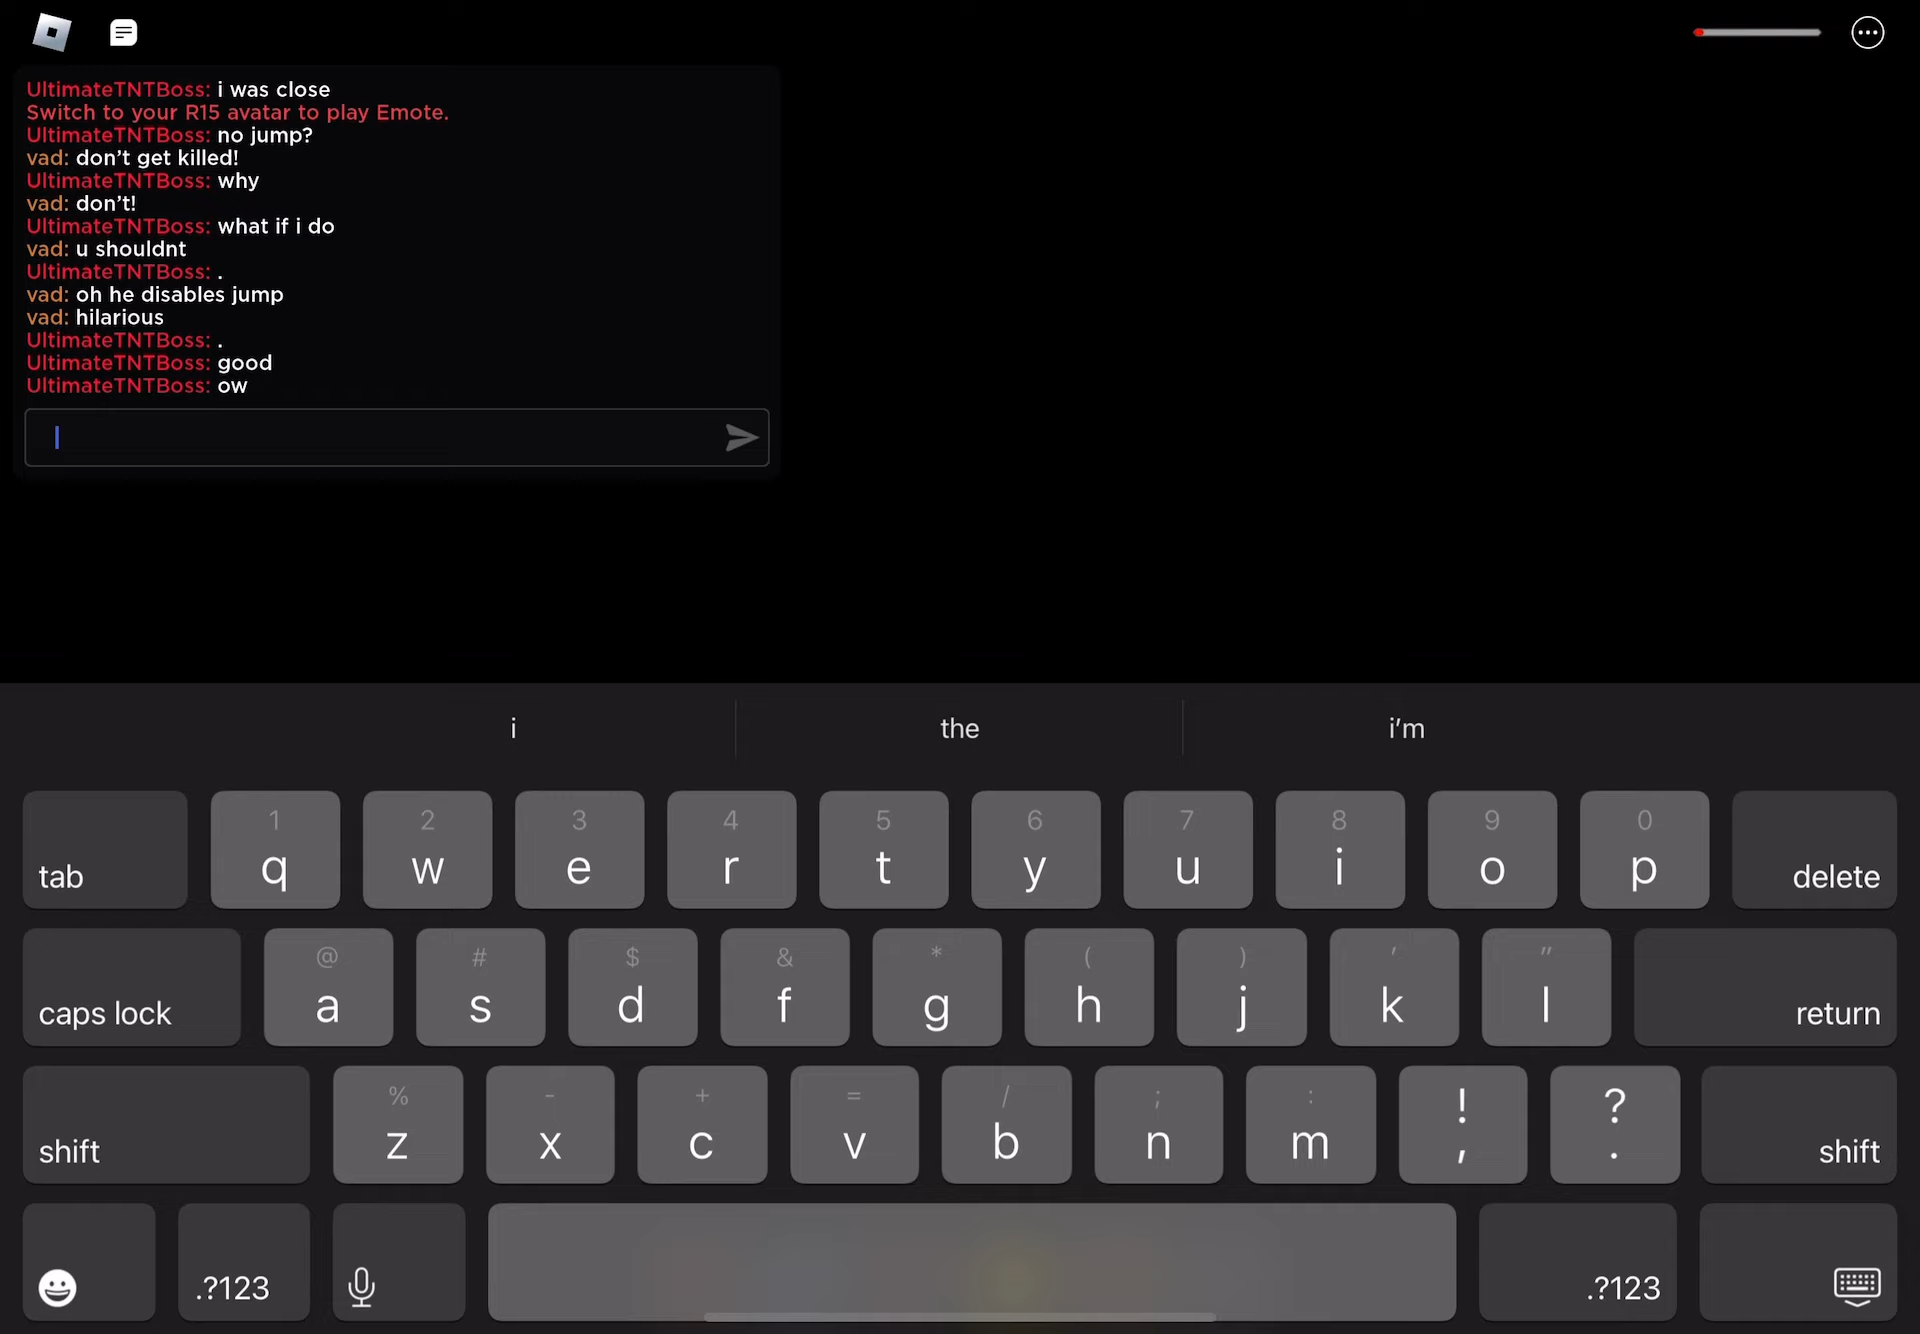 UltimateTNTBoss: i was close
Switch to your R15 avatar to play Emote.
UltimateTNTBoss: no jump?
vad: don’t get killed!
UltimateTNTBoss: why
vad: don’t!
UltimateTNTBoss: what if i do
vad: u shouldnt
UltimateTNTBoss: .
vad: oh he disables jump
vad: hilarious
UltimateTNTBoss: .
UltimateTNTBoss: good
UltimateTNTBoss: ow
i the i’m
1 2 3 4 5 6 7 8 9 0
tab q w e r t y u i o p delete
@ # $ & * ( ) ' "
caps lock a s d f g h j k l return
% - + = / ; : ! ?
shift z x c v b n m , . shift
.?123 .?123